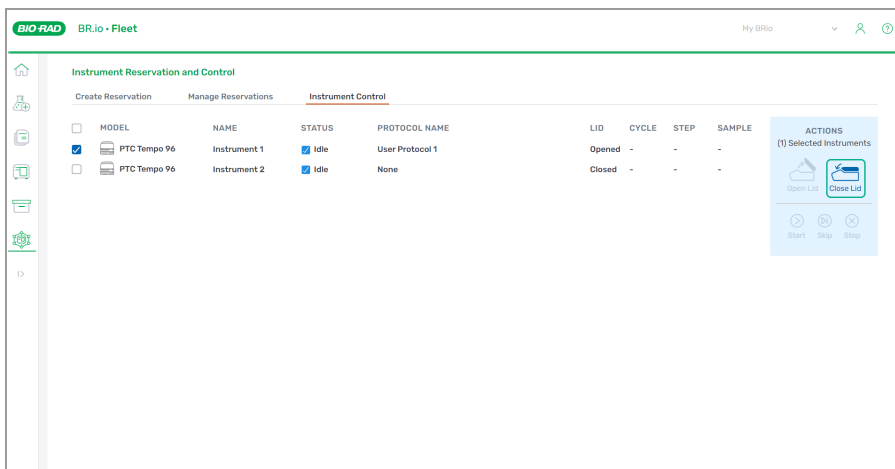 BIO-RAD BR.io • Fleet My BRio ?
Instrument Reservation and Control
Create Reservation Manage Reservations Instrument Control
MODEL NAME STATUS PROTOCOL NAME LID CYCLE STEP SAMPLE
PTC Tempo 96 Instrument 1 Idle User Protocol 1 Opened - - -
PTC Tempo 96 Instrument 2 Idle None Closed - - -
ACTIONS
(1) Selected Instruments
Open Lid Close Lid
Start Skip Stop